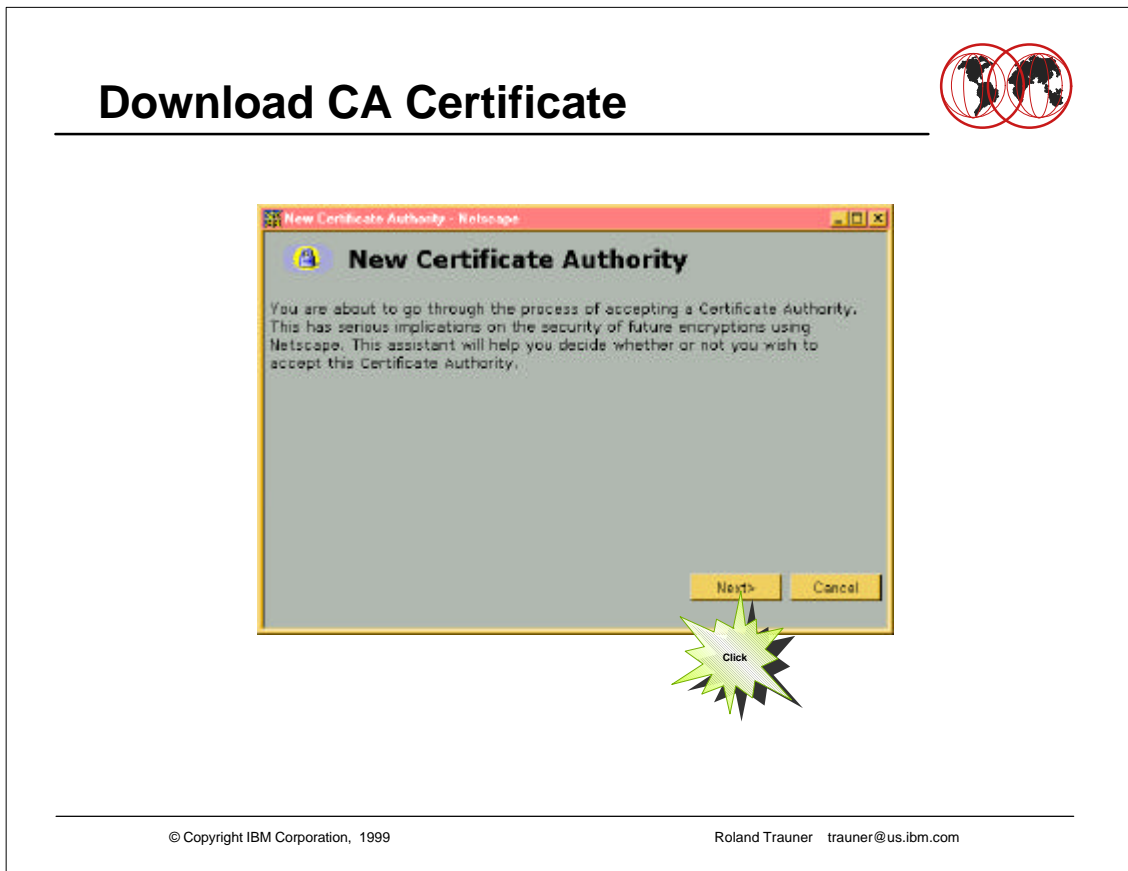 Download CA Certificate
New Certificate Authority - Netscape
New Certificate Authority
You are about to go through the process of accepting a Certificate Authority.
This has serious implications on the security of future encryptions using
Netscape. This assistant will help you decide whether or not you wish to
accept this Certificate Authority.
Next> Cancel
Click
© Copyright IBM Corporation, 1999 Roland Trauner trauner@us.ibm.com